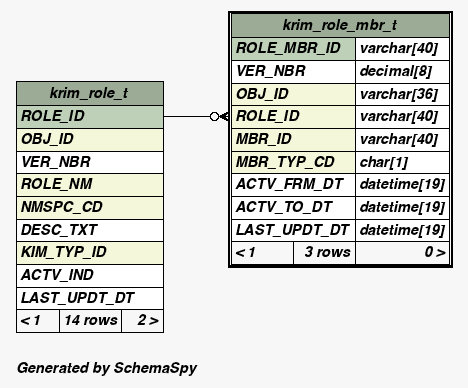 krim_role_mbr_t
ROLE_MBR_ID varchar[40]
VER_NBR decimal[8]
OBJ_ID varchar[36]
ROLE_ID varchar[40]
MBR_ID varchar[40]
MBR_TYP_CD char[1]
ACTV_FRM_DT datetime[19]
ACTV_TO_DT datetime[19]
LAST_UPDT_DT datetime[19]
< 1 3 rows 0 >
krim_role_t
ROLE_ID
OBJ_ID
VER_NBR
ROLE_NM
NMSPC_CD
DESC_TXT
KIM_TYP_ID
ACTV_IND
LAST_UPDT_DT
< 1 14 rows 2 >
Generated by SchemaSpy